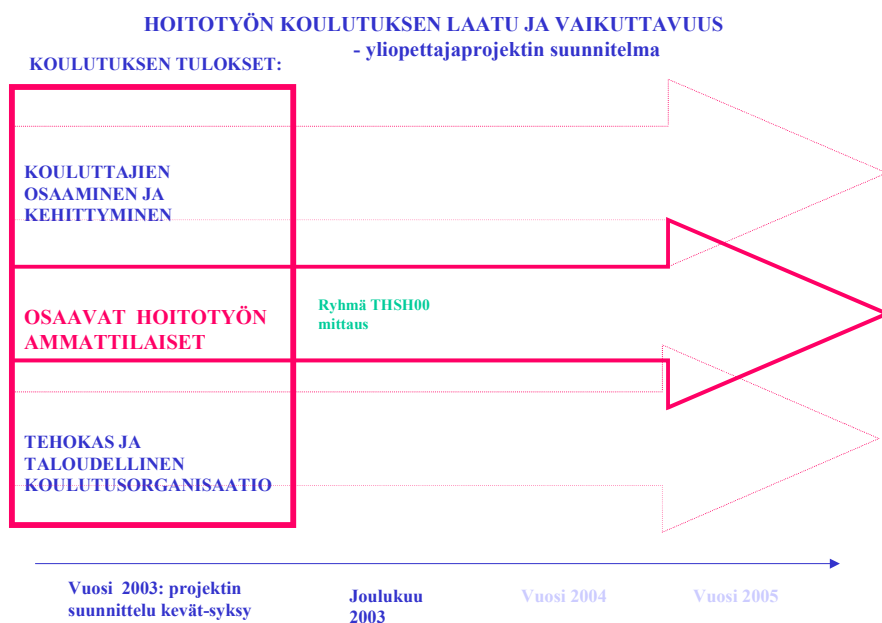 HOITOTYÖN KOULUTUKSEN LAATU JA VAIKUTTAVUUS
- yliopettajaprojektin suunnitelma
KOULUTUKSEN TULOKSET:
KOULUTTAJIEN
OSAAMINEN JA
KEHITTYMINEN
OSAAVAT HOITOTYÖN
AMMATTILAISET
Ryhmä THSH00
mittaus
TEHOKAS JA
TALOUDELLINEN
KOULUTUSORGANISAATIO
Vuosi 2003: projektin
suunnittelu kevät-syksy
Joulukuu
2003
Vuosi 2004
Vuosi 2005